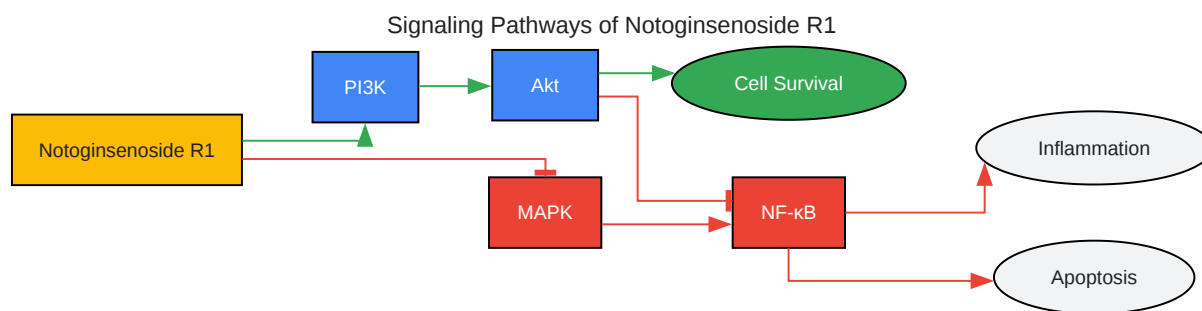 Signaling Pathways of Notoginsenoside R1
PI3K
Akt
Cell Survival
Notoginsenoside R1
Inflammation
MAPK
NF-κB
Apoptosis